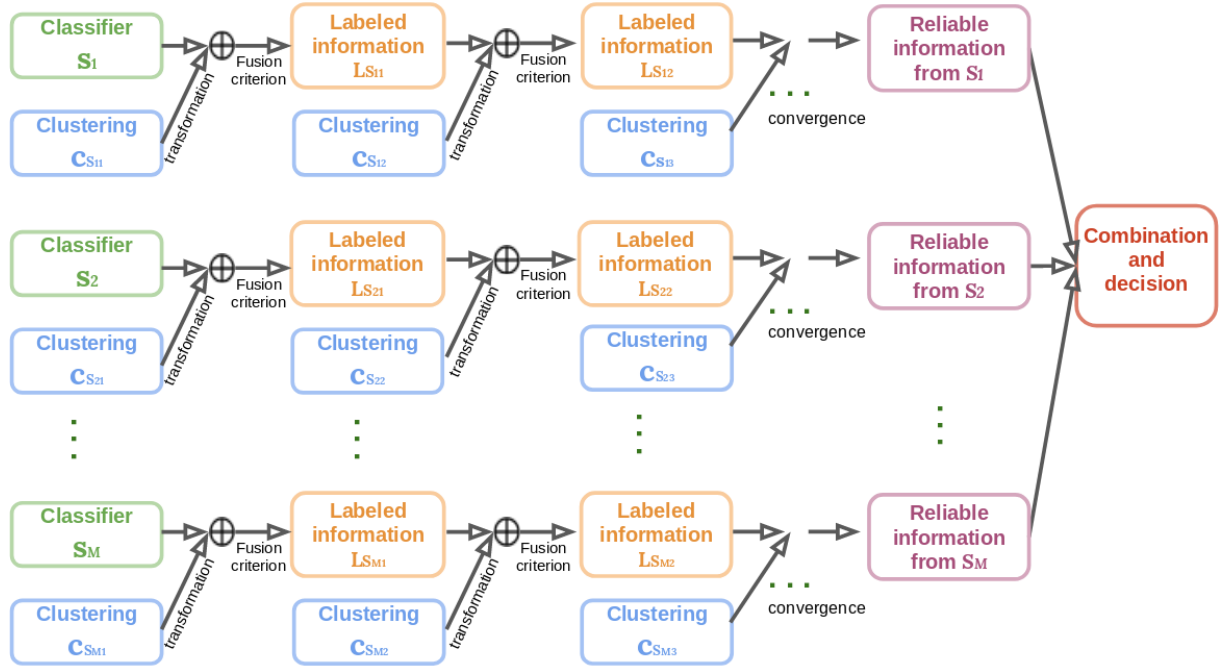 Classifier
S1
transformation
Fusion
criterion
Labeled
information
LS11
Fusion
criterion
Labeled
information
LS12
Reliable
information
from S1
Clustering
CS11
Clustering
CS12
transformation
Clustering
CS13
. . .
convergence
Classifier
S2
transformation
Fusion
criterion
Labeled
information
LS21
Fusion
criterion
Labeled
information
LS22
Reliable
information
from S2
Combination
and
decision
Clustering
CS21
Clustering
CS22
transformation
Clustering
CS23
. . .
convergence
Classifier
SM
transformation
Fusion
criterion
Labeled
information
LSM1
Fusion
criterion
Labeled
information
LSM2
Reliable
information
from SM
Clustering
CSM1
Clustering
CSM2
transformation
Clustering
CSM3
. . .
convergence